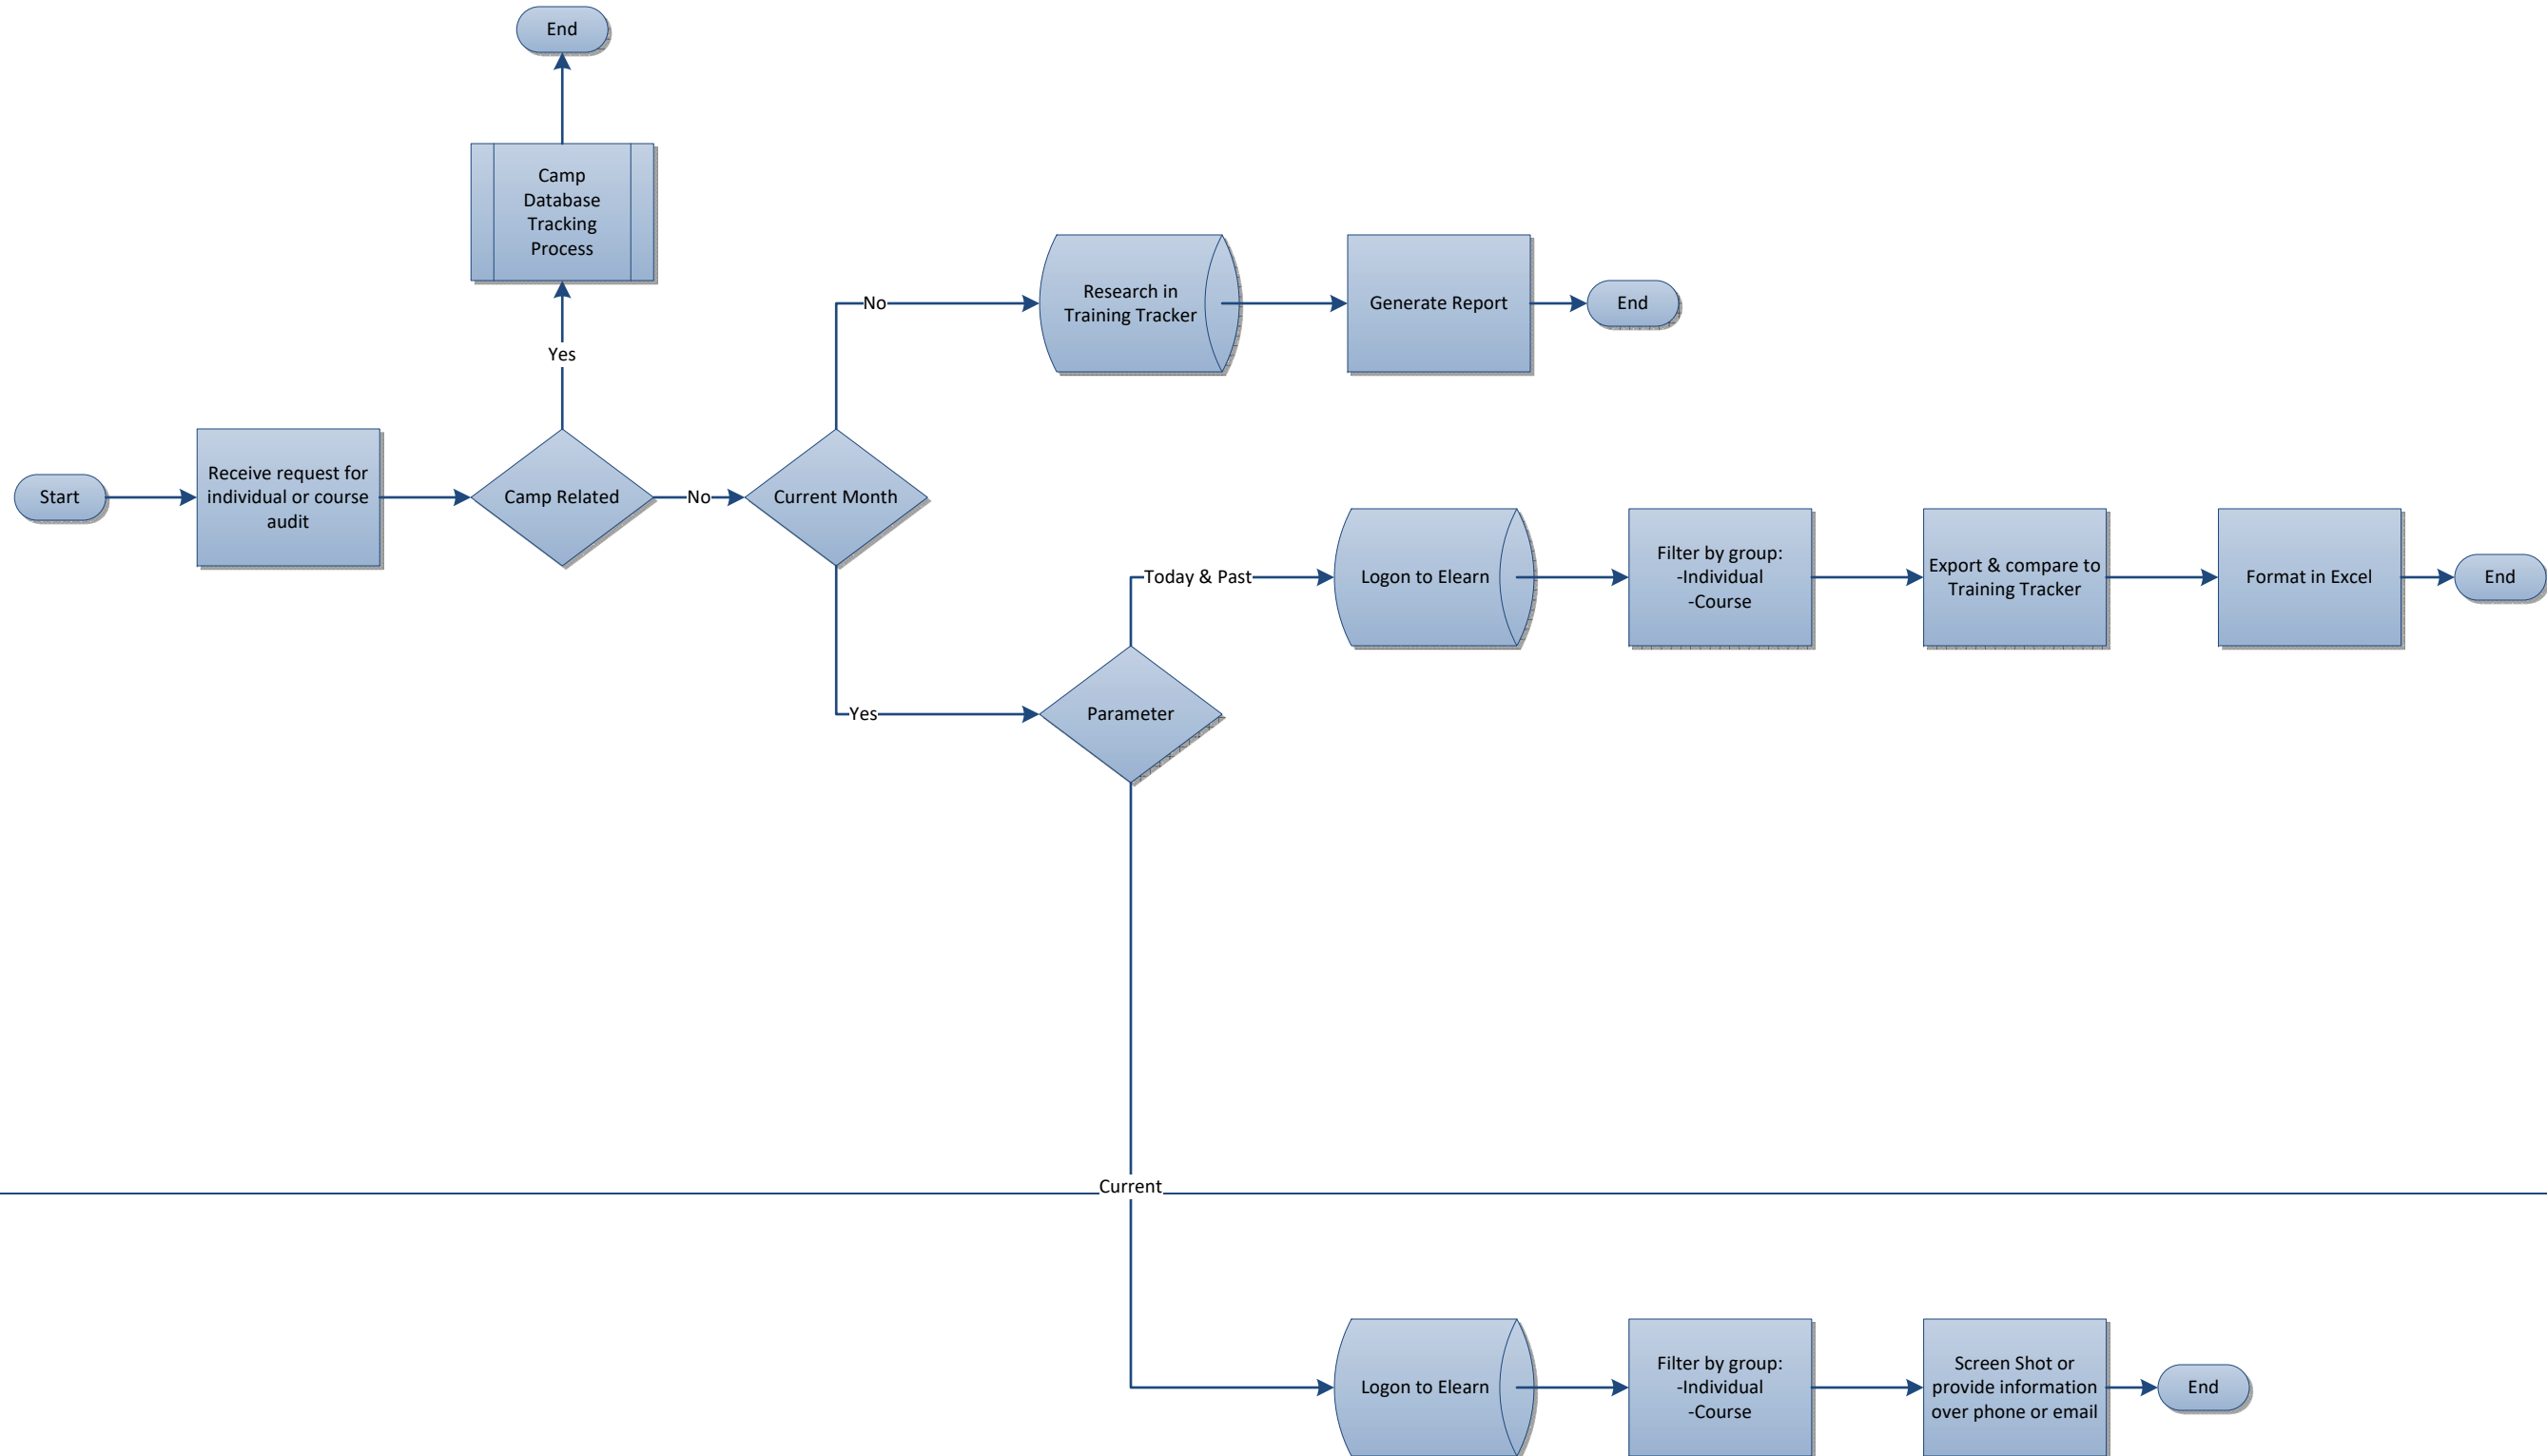 End
Camp
Database
Tracking
Process
Yes
No
Research in
Training Tracker
Generate Report
End
Start
Receive request for
individual or course
audit
Camp Related
No
Current Month
Today & Past
Logon to Elearn
Filter by group:
-Individual
-Course
Export & compare to
Training Tracker
Format in Excel
End
Yes
Parameter
Current
Logon to Elearn
Filter by group:
-Individual
-Course
Screen Shot or
provide information
over phone or email
End